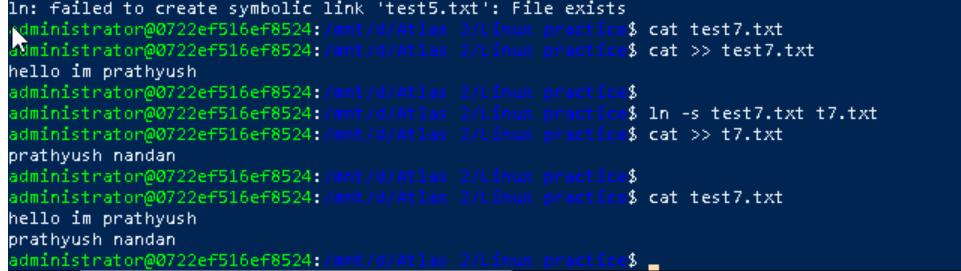 ln: failed to create symbolic link 'test5.txt': File exists
administrator@0722ef516ef8524:/mnt/d/Atlas 2/Linux practice$ cat test7.txt
administrator@0722ef516ef8524:/mnt/d/Atlas 2/Linux practice$ cat >> test7.txt
hello im prathyush
administrator@0722ef516ef8524:/mnt/d/Atlas 2/Linux practice$
administrator@0722ef516ef8524:/mnt/d/Atlas 2/Linux practice$ ln -s test7.txt t7.txt
administrator@0722ef516ef8524:/mnt/d/Atlas 2/Linux practice$ cat >> t7.txt
prathyush nandan
administrator@0722ef516ef8524:/mnt/d/Atlas 2/Linux practice$
administrator@0722ef516ef8524:/mnt/d/Atlas 2/Linux practice$ cat test7.txt
hello im prathyush
prathyush nandan
administrator@0722ef516ef8524:/mnt/d/Atlas 2/Linux practice$